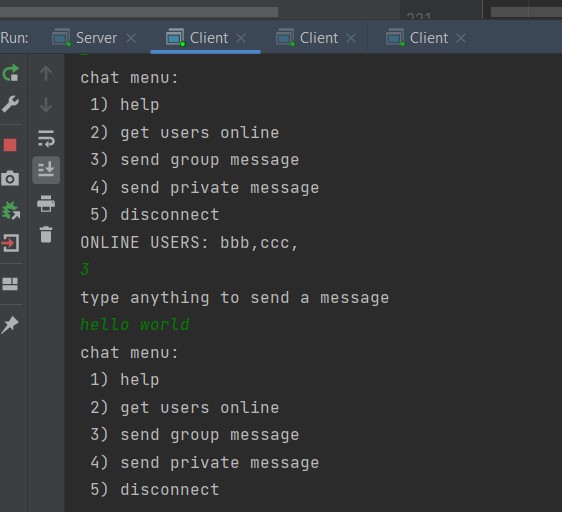 Run: Server Client Client Client
chat menu:
1) help
2) get users online
3) send group message
4) send private message
5) disconnect
ONLINE USERS: bbb,ccc,
3
type anything to send a message
hello world
chat menu:
1) help
2) get users online
3) send group message
4) send private message
5) disconnect